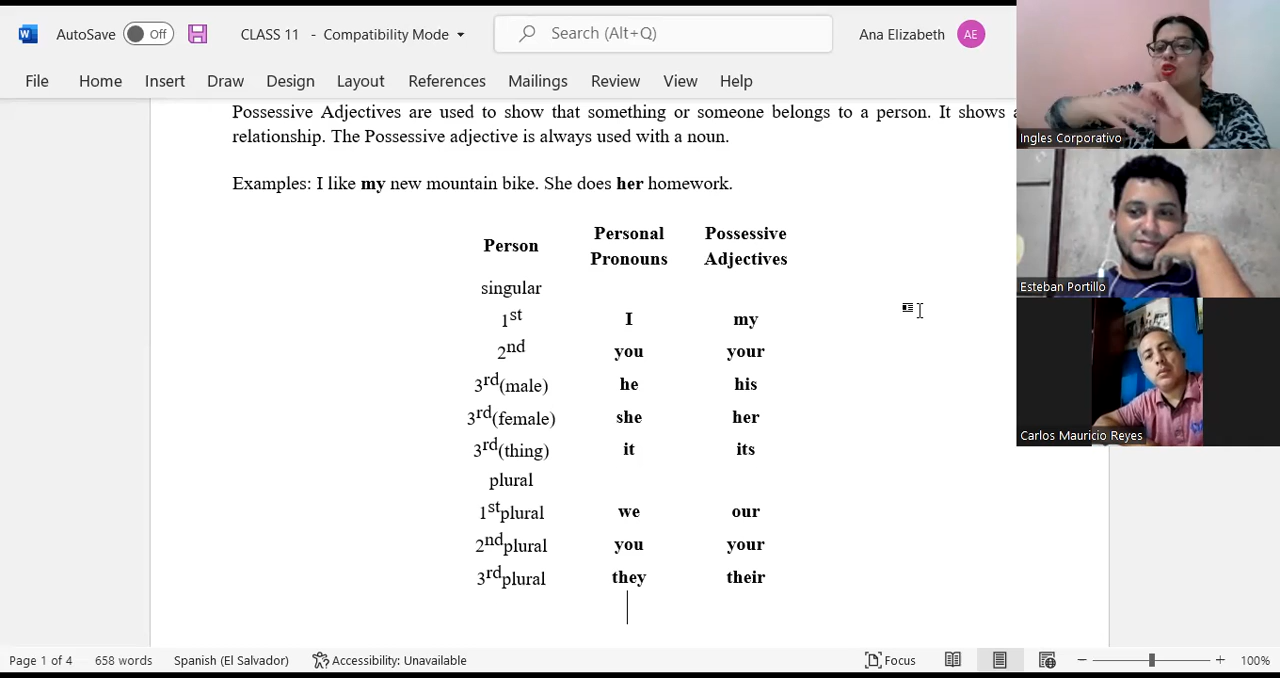 AutoSave Off CLASS 11 - Compatibility Mode Search (Alt+Q) Ana Elizabeth AE
File Home Insert Draw Design Layout References Mailings Review View Help
Possessive Adjectives are used to show that something or someone belongs to a person. It shows a
relationship. The Possessive adjective is always used with a noun.
Examples: I like my new mountain bike. She does her homework.
Person Personal Pronouns Possessive Adjectives
singular
1st I my
2nd you your
3rd(male) he his
3rd(female) she her
3rd(thing) it its
plural
1stplural we our
2ndplural you your
3rdplural they their
Page 1 of 4 658 words Spanish (El Salvador) Accessibility: Unavailable Focus 100%
Ingles Corporativo
Esteban Portillo
Carlos Mauricio Reyes